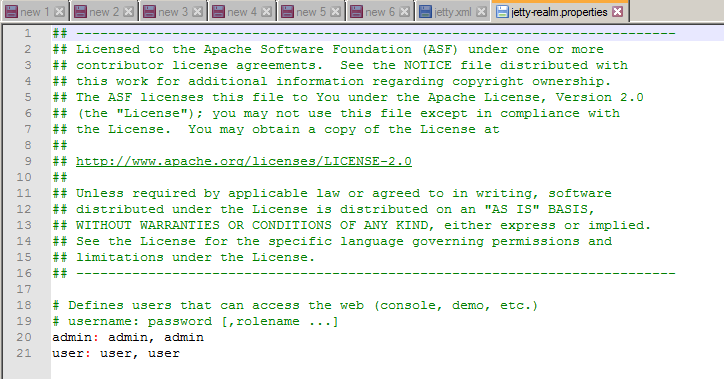 new 1 new 2 new 3 new 4 new 5 new 6 jetty.xml jetty-realm.properties
1 ## ---------------------------------------------------------------------------
2 ## Licensed to the Apache Software Foundation (ASF) under one or more
3 ## contributor license agreements.  See the NOTICE file distributed with
4 ## this work for additional information regarding copyright ownership.
5 ## The ASF licenses this file to You under the Apache License, Version 2.0
6 ## (the "License"); you may not use this file except in compliance with
7 ## the License.  You may obtain a copy of the License at
8 ##
9 ## http://www.apache.org/licenses/LICENSE-2.0
10 ##
11 ## Unless required by applicable law or agreed to in writing, software
12 ## distributed under the License is distributed on an "AS IS" BASIS,
13 ## WITHOUT WARRANTIES OR CONDITIONS OF ANY KIND, either express or implied.
14 ## See the License for the specific language governing permissions and
15 ## limitations under the License.
16 ## ---------------------------------------------------------------------------
17
18 # Defines users that can access the web (console, demo, etc.)
19 # username: password [,rolename ...]
20 admin: admin, admin
21 user: user, user